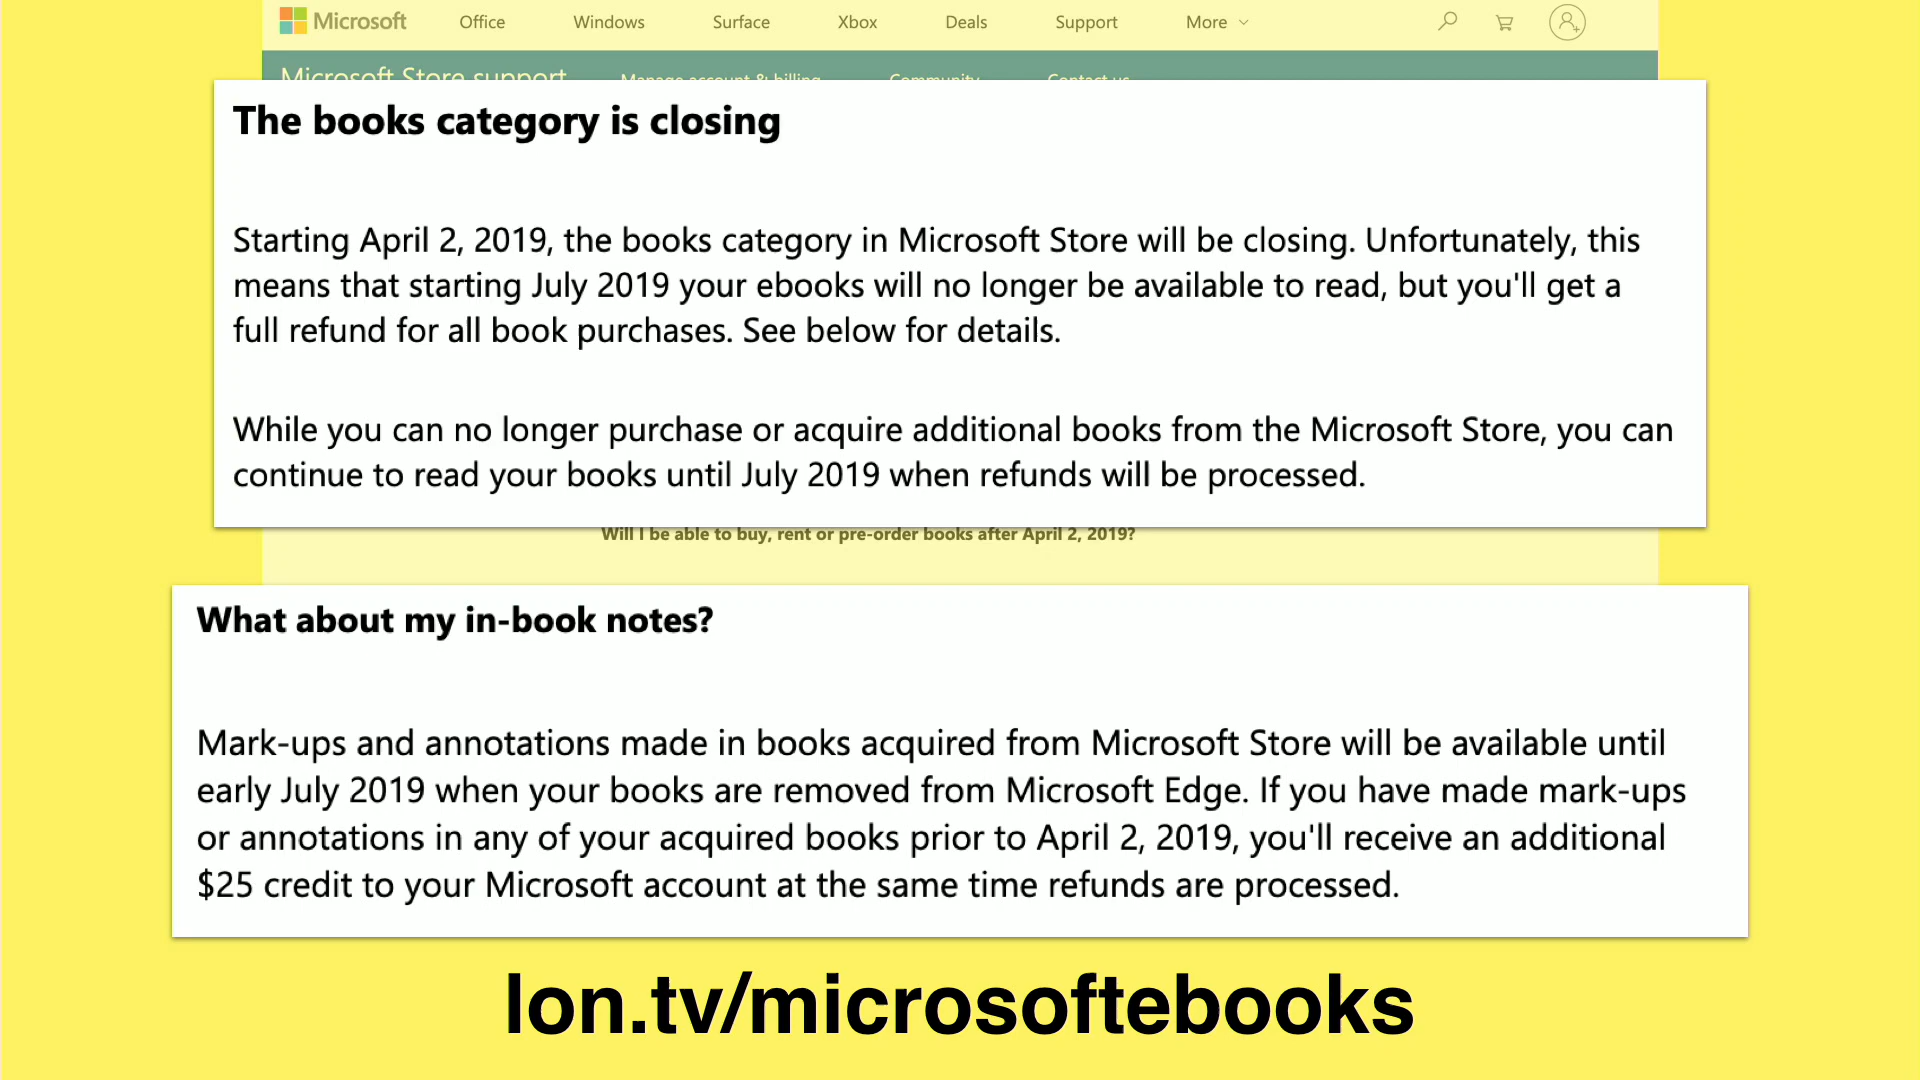 Microsoft Office Windows Surface Xbox Deals Support More
Microsoft Store support Manage account & billing Community Contact us
The books category is closing
Starting April 2, 2019, the books category in Microsoft Store will be closing. Unfortunately, this
means that starting July 2019 your ebooks will no longer be available to read, but you'll get a
full refund for all book purchases. See below for details.
While you can no longer purchase or acquire additional books from the Microsoft Store, you can
continue to read your books until July 2019 when refunds will be processed.
Will I be able to buy, rent or pre-order books after April 2, 2019?
What about my in-book notes?
Mark-ups and annotations made in books acquired from Microsoft Store will be available until
early July 2019 when your books are removed from Microsoft Edge. If you have made mark-ups
or annotations in any of your acquired books prior to April 2, 2019, you'll receive an additional
$25 credit to your Microsoft account at the same time refunds are processed.
lon.tv/microsoftebooks